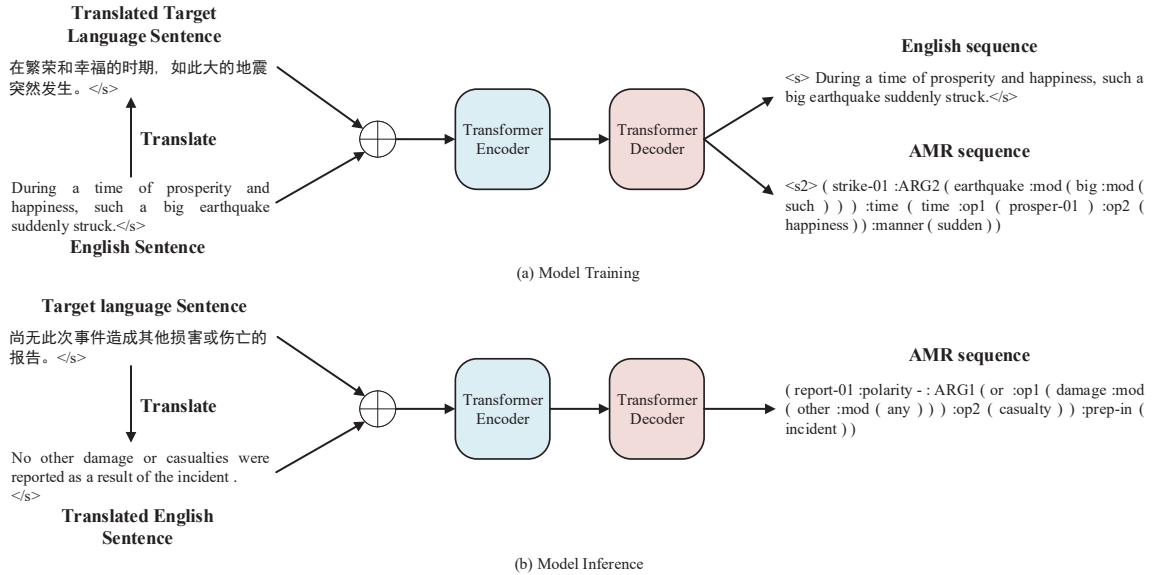 Translated Target
Language Sentence
在繁荣和幸福的时期，如此大的地震
突然发生。</s>
Translate
During a time of prosperity and
happiness, such a big earthquake
suddenly struck.</s>
English Sentence
Transformer
Encoder
Transformer
Decoder
English sequence
<s> During a time of prosperity and happiness, such a
big earthquake suddenly struck.</s>
AMR sequence
<s2> ( strike-01 :ARG2 ( earthquake :mod ( big :mod (
such ) ) ) :time ( time :op1 ( prosper-01 ) :op2 (
happiness ) ) :manner ( sudden ) )
(a) Model Training
Target language Sentence
尚无此次事件造成其他损害或伤亡的
报告。</s>
Translate
No other damage or casualties were
reported as a result of the incident .
</s>
Translated English
Sentence
Transformer
Encoder
Transformer
Decoder
AMR sequence
( report-01 :polarity - : ARG1 ( or :op1 ( damage :mod
( other :mod ( any ) ) ) :op2 ( casualty ) ) :prep-in (
incident ) )
(b) Model Inference